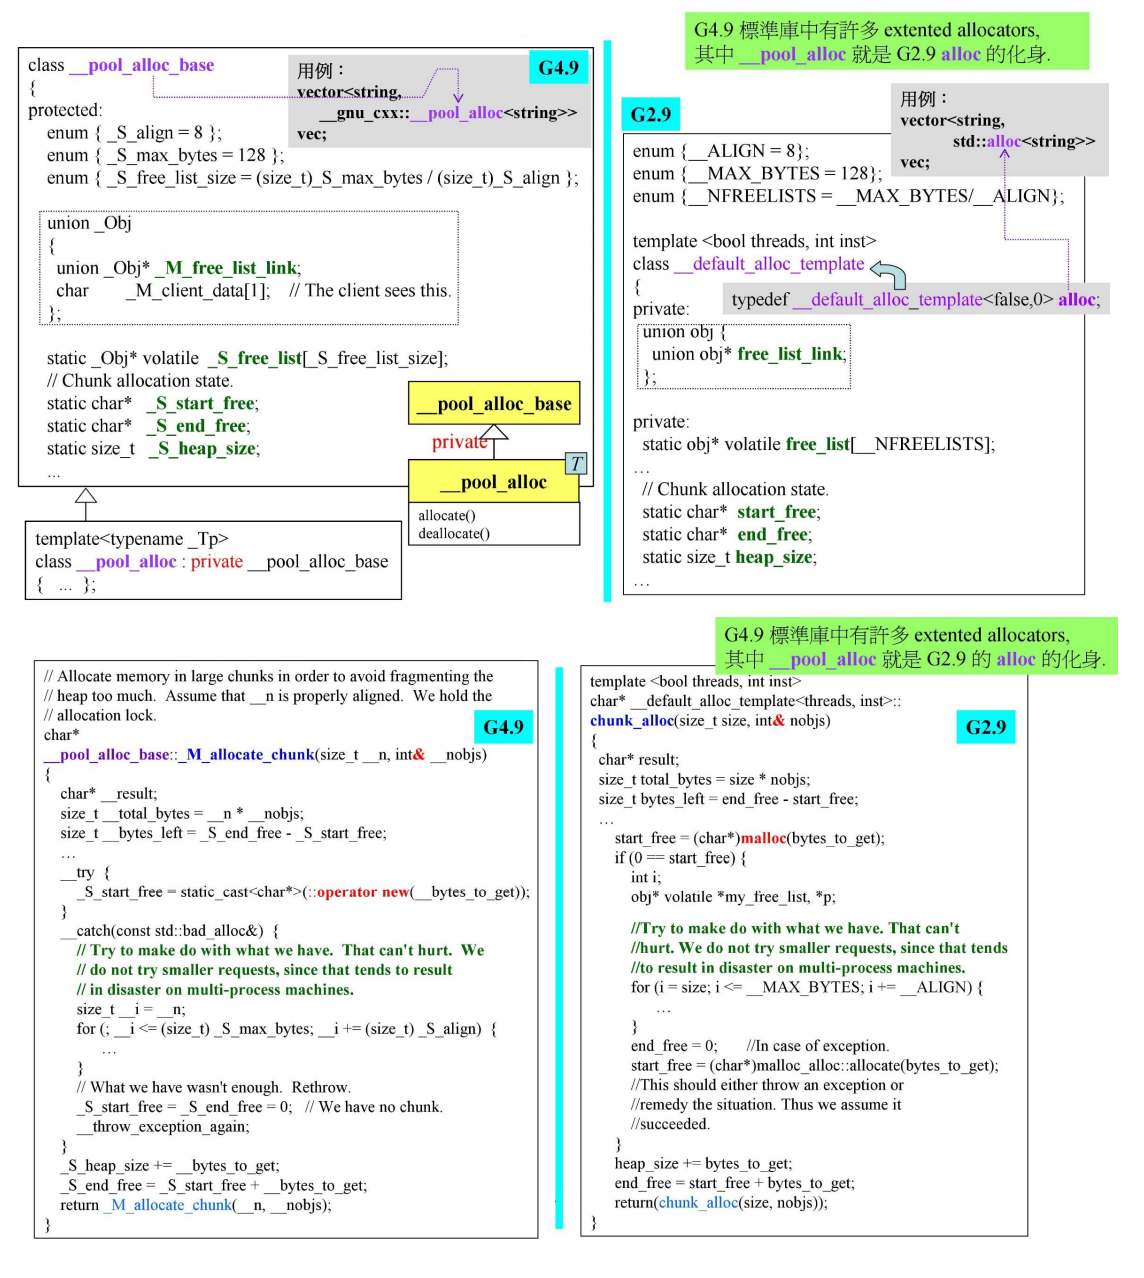 G4.9 標準庫中有許多 extented allocators,
其中 __pool_alloc 就是 G2.9 alloc 的化身.
class __pool_alloc_base
{
protected:
enum { _S_align = 8 };
enum { _S_max_bytes = 128 };
enum { _S_free_list_size = (size_t)_S_max_bytes / (size_t)_S_align };
union _Obj
{
union _Obj* _M_free_list_link;
char _M_client_data[1]; // The client sees this.
};
static _Obj* volatile _S_free_list[_S_free_list_size];
// Chunk allocation state.
static char* _S_start_free;
static char* _S_end_free;
static size_t _S_heap_size;
...
用例：
vector<string,
__gnu_cxx::__pool_alloc<string>>
vec;
G4.9
__pool_alloc_base
private
T
__pool_alloc
allocate()
deallocate()
template<typename _Tp>
class __pool_alloc : private __pool_alloc_base
{ ... };
G2.9
用例：
vector<string,
std::alloc<string>>
vec;
enum {__ALIGN = 8};
enum {__MAX_BYTES = 128};
enum {__NFREELISTS = __MAX_BYTES/__ALIGN};
template <bool threads, int inst>
class __default_alloc_template
{
typedef __default_alloc_template<false,0> alloc;
private:
union obj {
union obj* free_list_link;
};
private:
static obj* volatile free_list[__NFREELISTS];
...
// Chunk allocation state.
static char* start_free;
static char* end_free;
static size_t heap_size;
...
G4.9 標準庫中有許多 extented allocators,
其中 __pool_alloc 就是 G2.9 的 alloc 的化身.
// Allocate memory in large chunks in order to avoid fragmenting the
// heap too much. Assume that __n is properly aligned. We hold the
// allocation lock.
G4.9
char*
__pool_alloc_base::_M_allocate_chunk(size_t __n, int& __nobjs)
{
char* __result;
size_t __total_bytes = __n * __nobjs;
size_t __bytes_left = _S_end_free - _S_start_free;
...
__try {
_S_start_free = static_cast<char*>(::operator new(__bytes_to_get));
}
__catch(const std::bad_alloc&) {
// Try to make do with what we have. That can't hurt. We
// do not try smaller requests, since that tends to result
// in disaster on multi-process machines.
size_t __i = __n;
for (; __i <= (size_t) _S_max_bytes; __i += (size_t) _S_align) {
...
}
// What we have wasn't enough. Rethrow.
_S_start_free = _S_end_free = 0; // We have no chunk.
__throw_exception_again;
}
_S_heap_size += __bytes_to_get;
_S_end_free = _S_start_free + __bytes_to_get;
return _M_allocate_chunk(__n, __nobjs);
}
template <bool threads, int inst>
char* __default_alloc_template<threads, inst>::
chunk_alloc(size_t size, int& nobjs)
G2.9
{
char* result;
size_t total_bytes = size * nobjs;
size_t bytes_left = end_free - start_free;
...
start_free = (char*)malloc(bytes_to_get);
if (0 == start_free) {
int i;
obj* volatile *my_free_list, *p;
//Try to make do with what we have. That can't
//hurt. We do not try smaller requests, since that tends
//to result in disaster on multi-process machines.
for (i = size; i <= __MAX_BYTES; i += __ALIGN) {
...
}
end_free = 0; //In case of exception.
start_free = (char*)malloc_alloc::allocate(bytes_to_get);
//This should either throw an exception or
//remedy the situation. Thus we assume it
//succeeded.
}
heap_size += bytes_to_get;
end_free = start_free + bytes_to_get;
return(chunk_alloc(size, nobjs));
}